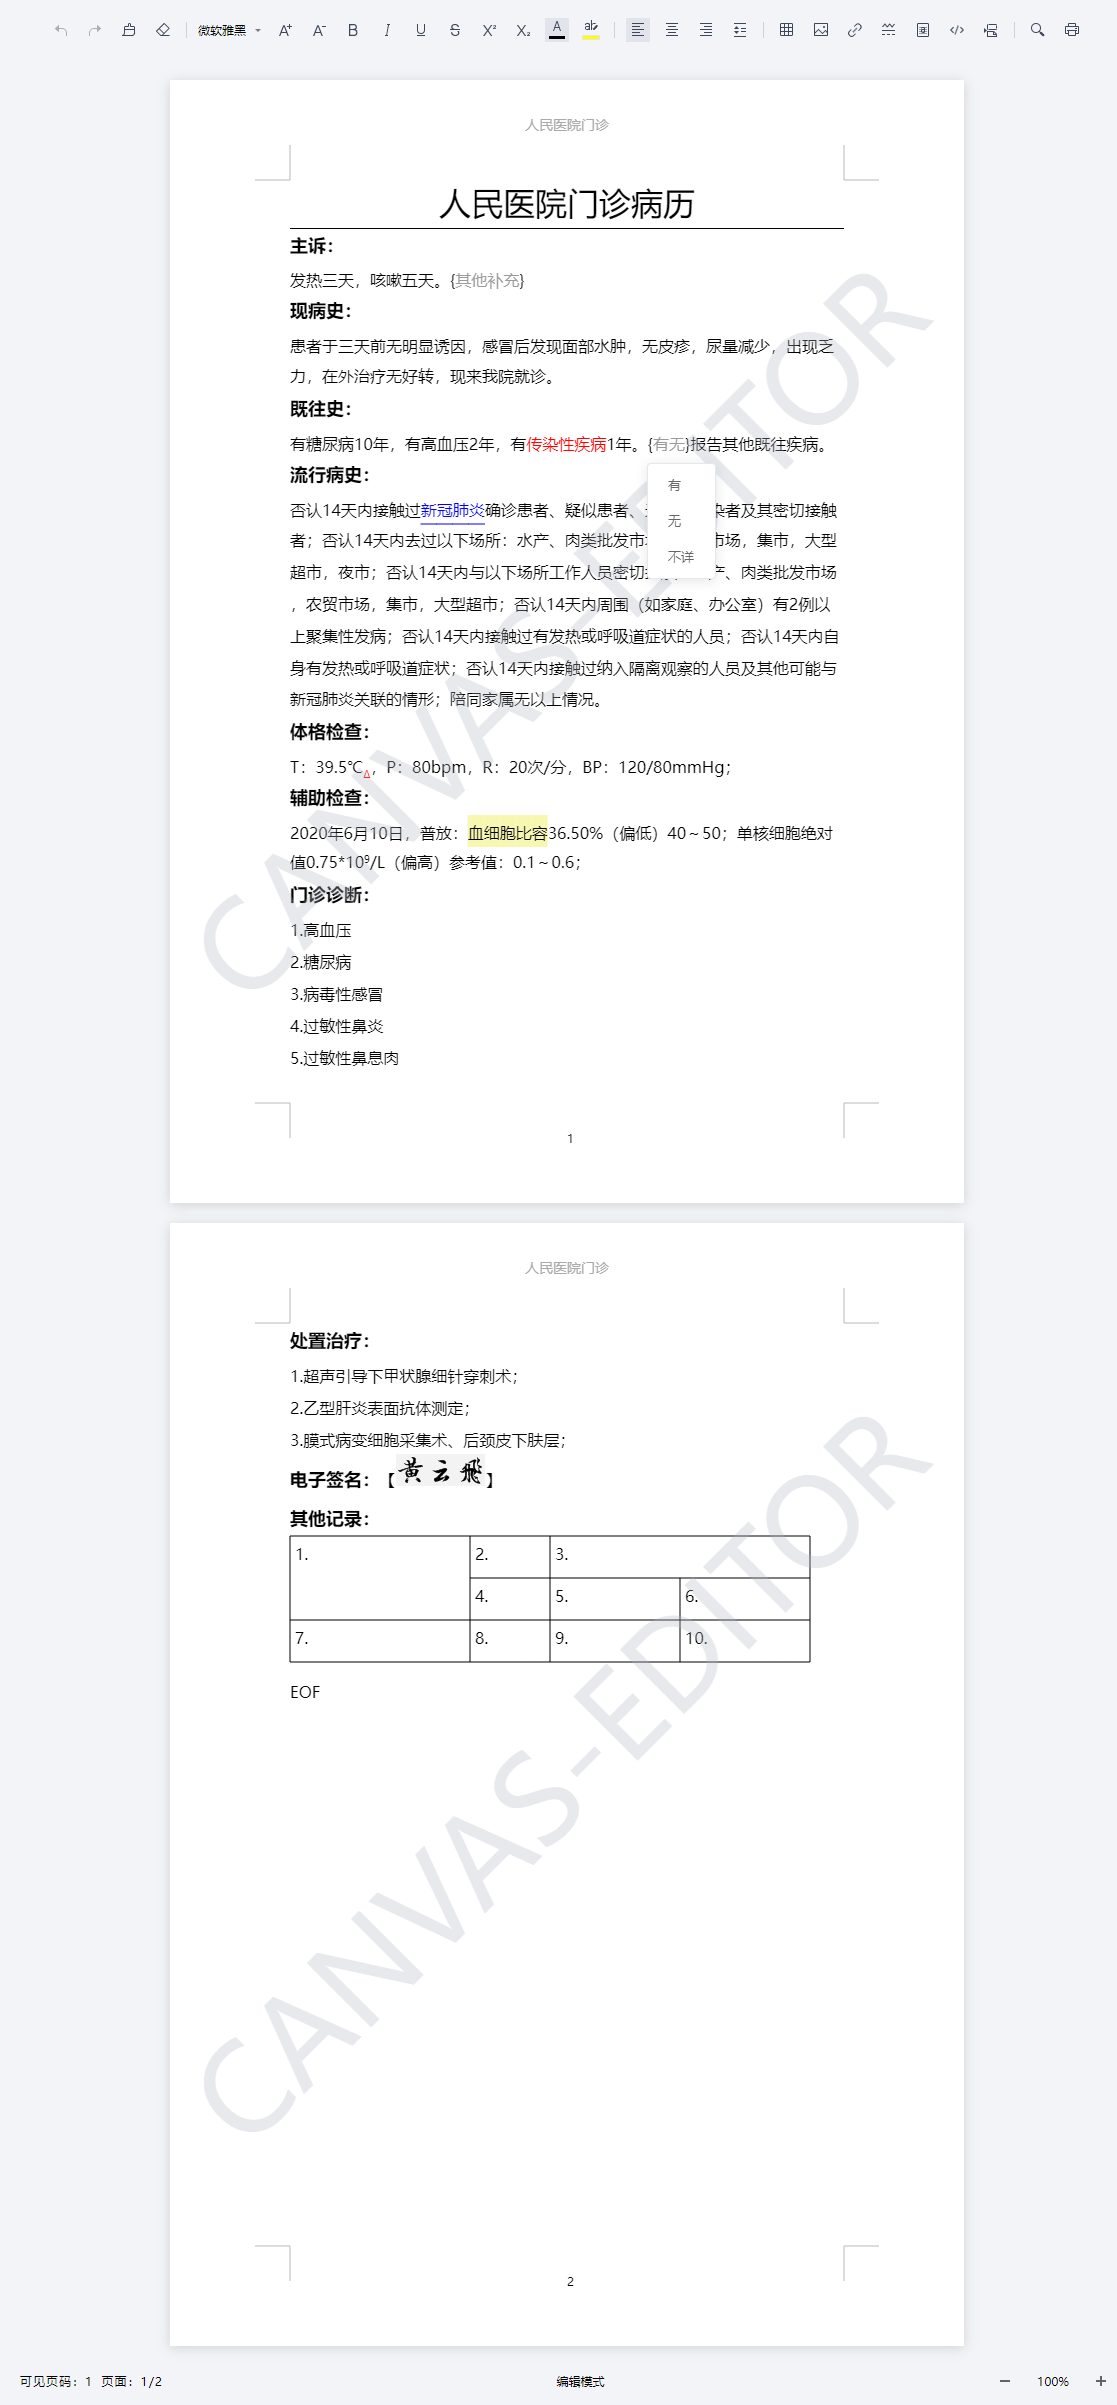 微软雅黑
人民医院门诊
人民医院门诊病历
主诉：
发热三天，咳嗽五天。{其他补充}
现病史：
患者于三天前无明显诱因，感冒后发现面部水肿，无皮疹，尿量减少，出现乏
力，在外治疗无好转，现来我院就诊。
既往史：
有糖尿病10年，有高血压2年，有传染性疾病1年。{有无}报告其他既往疾病。
有
无
不详
流行病史：
否认14天内接触过新冠肺炎确诊患者、疑似患者、染者及其密切接触
者；否认14天内去过以下场所：水产、肉类批发市 市场，集市，大型
超市，夜市；否认14天内与以下场所工作人员密切 产、肉类批发市场
，农贸市场，集市，大型超市；否认14天内周围（如家庭、办公室）有2例以
上聚集性发病；否认14天内接触过有发热或呼吸道症状的人员；否认14天内自
身有发热或呼吸道症状；否认14天内接触过纳入隔离观察的人员及其他可能与
新冠肺炎关联的情形；陪同家属无以上情况。
体格检查：
T：39.5℃Δ，P：80bpm，R：20次/分，BP：120/80mmHg；
辅助检查：
2020年6月10日，普放：血细胞比容36.50%（偏低）40～50；单核细胞绝对
值0.75*10⁹/L（偏高）参考值：0.1～0.6；
门诊诊断：
1.高血压
2.糖尿病
3.病毒性感冒
4.过敏性鼻炎
5.过敏性鼻息肉
CANVAS-EDITOR
1
人民医院门诊
处置治疗：
1.超声引导下甲状腺细针穿刺术；
2.乙型肝炎表面抗体测定；
3.膜式病变细胞采集术、后颈皮下肤层；
电子签名：【黄云飛】
其他记录：
1. 2. 3.
4. 5. 6.
7. 8. 9. 10.
EOF
CANVAS-EDITOR
2
可见页码：1 页面：1/2 编辑模式 100%